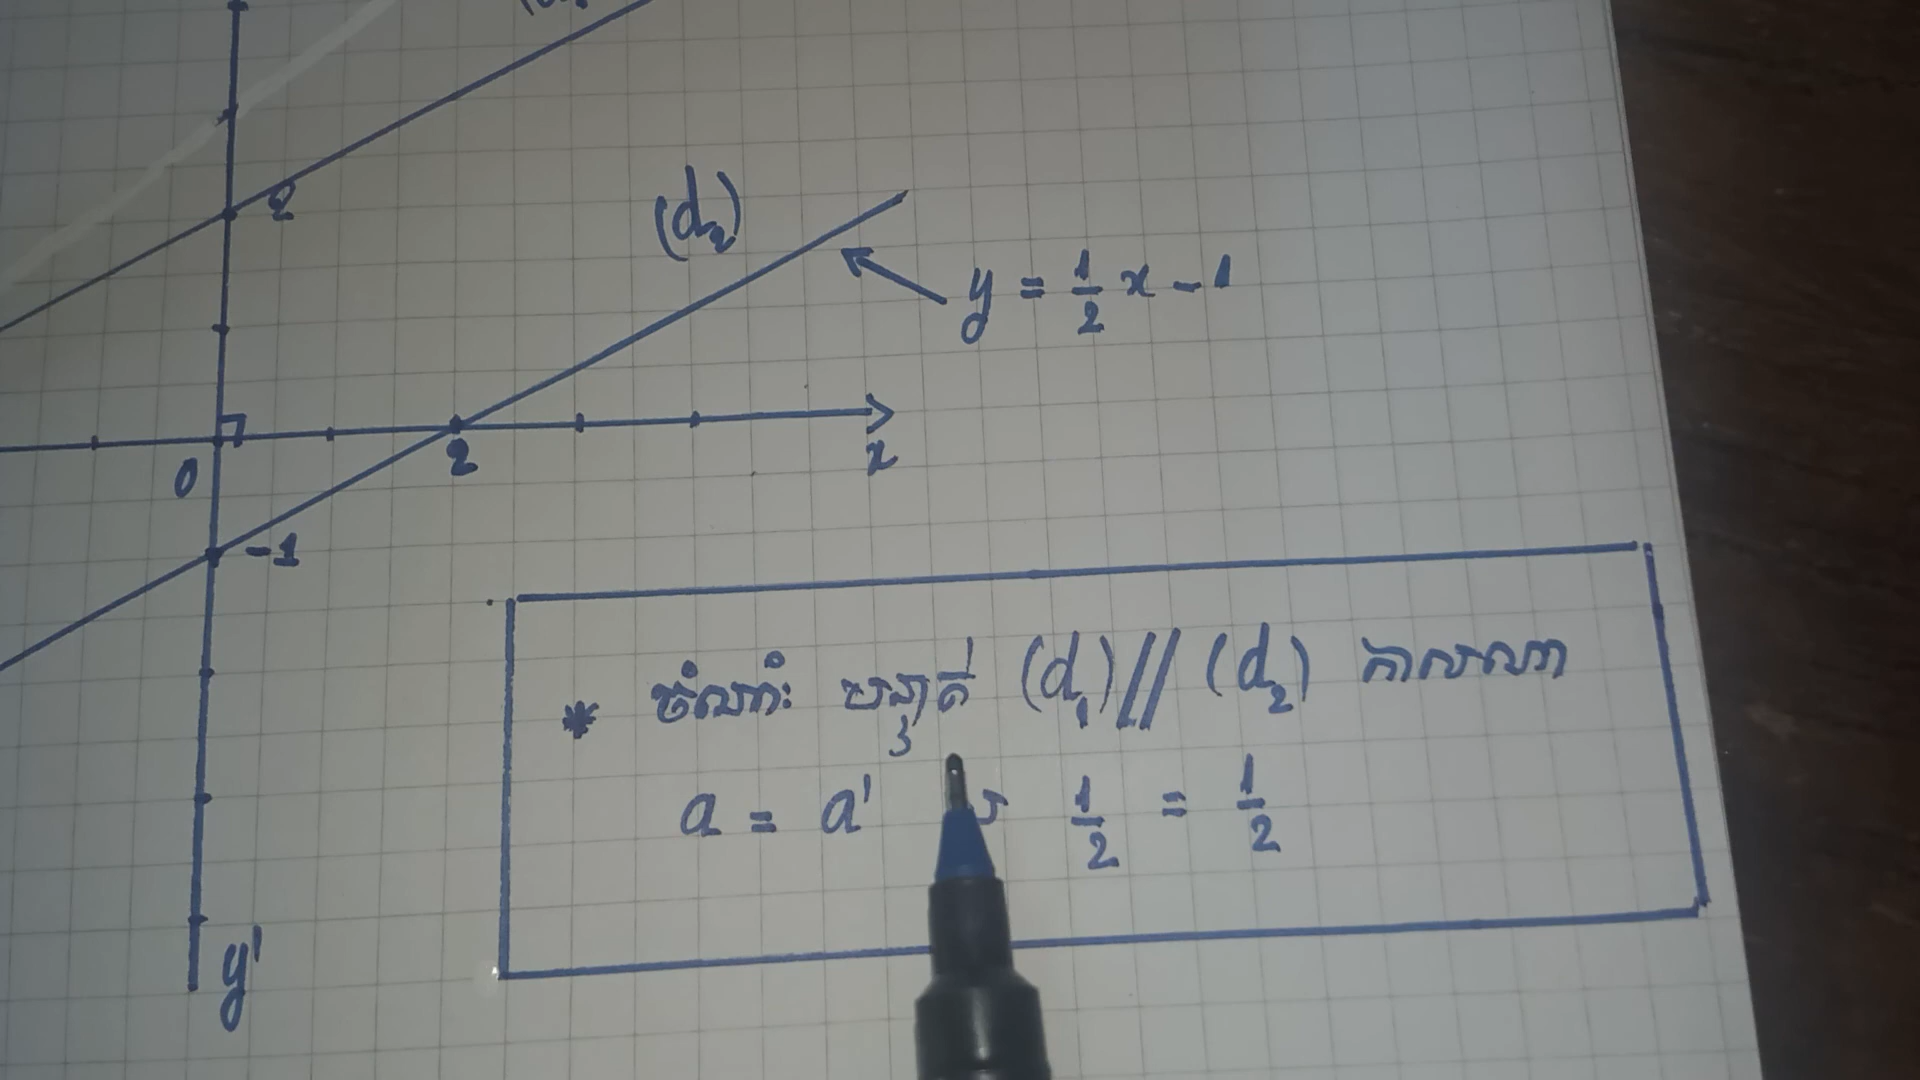 2
(d₂)
y = 1/2 x - 1
0
2
x
-1
* ចំណោះ បន្ទាត់ (d₁) // (d₂) កាលណា
a = a' 1/2 = 1/2
y'